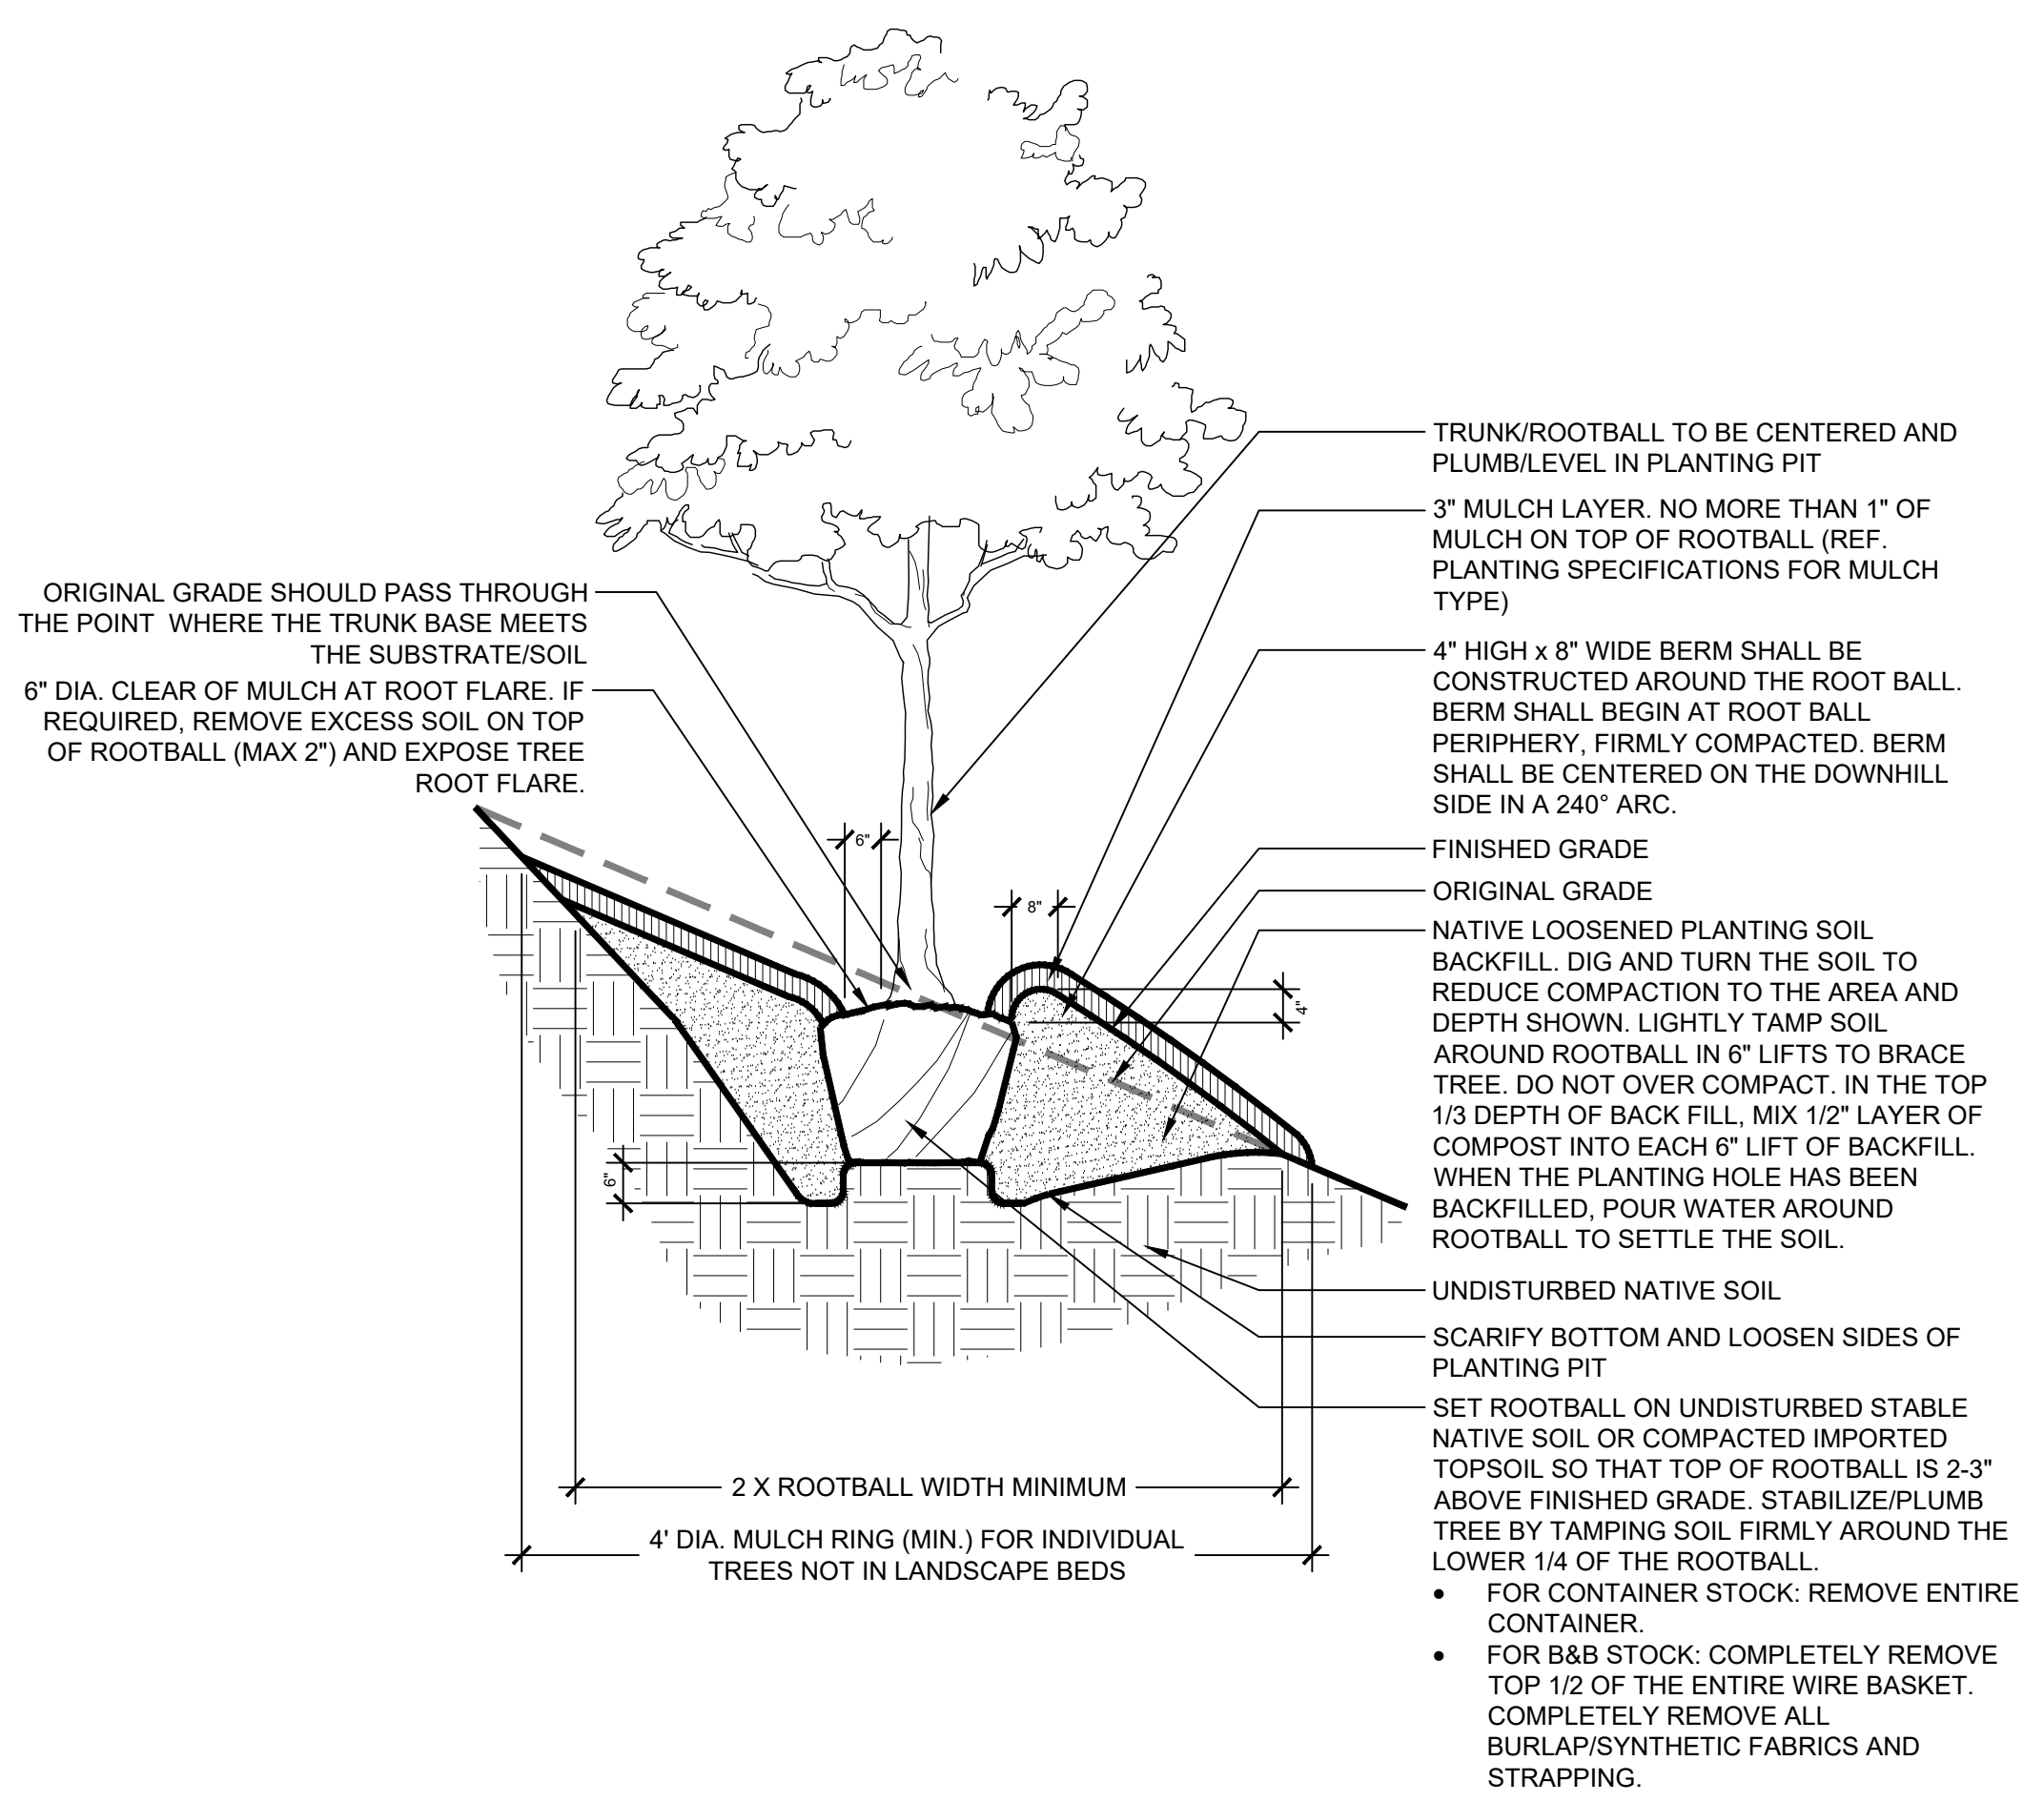 ORIGINAL GRADE SHOULD PASS THROUGH
THE POINT WHERE THE TRUNK BASE MEETS
THE SUBSTRATE/SOIL
6" DIA. CLEAR OF MULCH AT ROOT FLARE. IF
REQUIRED, REMOVE EXCESS SOIL ON TOP
OF ROOTBALL (MAX 2") AND EXPOSE TREE
ROOT FLARE.
6"
8"
4"
6"
2 X ROOTBALL WIDTH MINIMUM
4' DIA. MULCH RING (MIN.) FOR INDIVIDUAL
TREES NOT IN LANDSCAPE BEDS
TRUNK/ROOTBALL TO BE CENTERED AND
PLUMB/LEVEL IN PLANTING PIT
3" MULCH LAYER. NO MORE THAN 1" OF
MULCH ON TOP OF ROOTBALL (REF.
PLANTING SPECIFICATIONS FOR MULCH
TYPE)
4" HIGH x 8" WIDE BERM SHALL BE
CONSTRUCTED AROUND THE ROOT BALL.
BERM SHALL BEGIN AT ROOT BALL
PERIPHERY, FIRMLY COMPACTED. BERM
SHALL BE CENTERED ON THE DOWNHILL
SIDE IN A 240° ARC.
FINISHED GRADE
ORIGINAL GRADE
NATIVE LOOSENED PLANTING SOIL
BACKFILL. DIG AND TURN THE SOIL TO
REDUCE COMPACTION TO THE AREA AND
DEPTH SHOWN. LIGHTLY TAMP SOIL
AROUND ROOTBALL IN 6" LIFTS TO BRACE
TREE. DO NOT OVER COMPACT. IN THE TOP
1/3 DEPTH OF BACK FILL, MIX 1/2" LAYER OF
COMPOST INTO EACH 6" LIFT OF BACKFILL.
WHEN THE PLANTING HOLE HAS BEEN
BACKFILLED, POUR WATER AROUND
ROOTBALL TO SETTLE THE SOIL.
UNDISTURBED NATIVE SOIL
SCARIFY BOTTOM AND LOOSEN SIDES OF
PLANTING PIT
SET ROOTBALL ON UNDISTURBED STABLE
NATIVE SOIL OR COMPACTED IMPORTED
TOPSOIL SO THAT TOP OF ROOTBALL IS 2-3"
ABOVE FINISHED GRADE. STABILIZE/PLUMB
TREE BY TAMPING SOIL FIRMLY AROUND THE
LOWER 1/4 OF THE ROOTBALL.
• FOR CONTAINER STOCK: REMOVE ENTIRE
CONTAINER.
• FOR B&B STOCK: COMPLETELY REMOVE
TOP 1/2 OF THE ENTIRE WIRE BASKET.
COMPLETELY REMOVE ALL
BURLAP/SYNTHETIC FABRICS AND
STRAPPING.